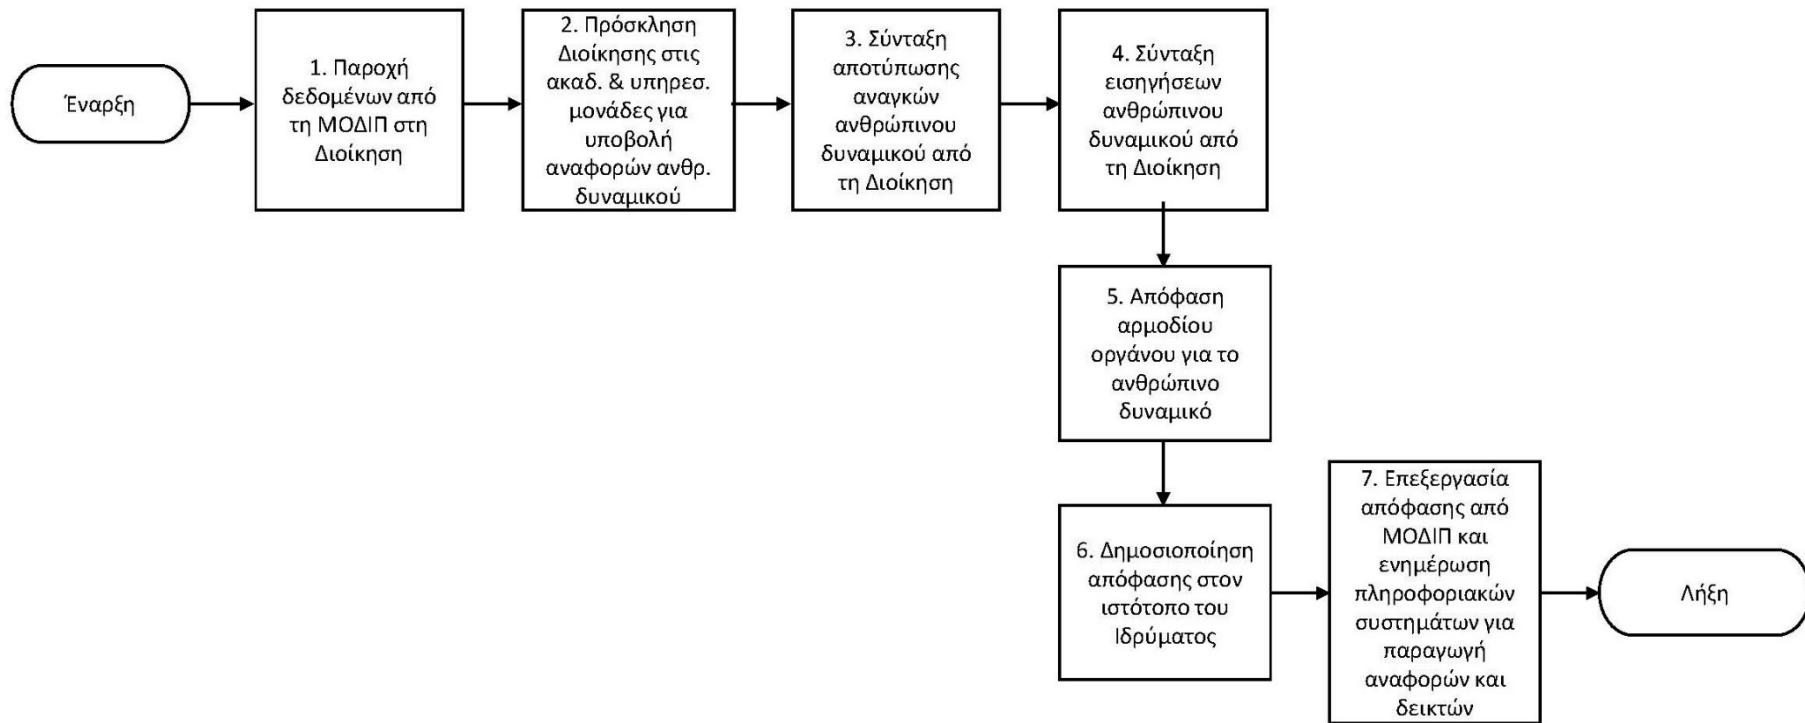 Έναρξη
1. Παροχή
δεδομένων από
τη ΜΟΔΙΠ στη
Διοίκηση
2. Πρόσκληση
Διοίκησης στις
ακαδ. & υπηρεσ.
μονάδες για
υποβολή
αναφορών ανθρ.
δυναμικού
3. Σύνταξη
αποτύπωσης
αναγκών
ανθρώπινου
δυναμικού από
τη Διοίκηση
4. Σύνταξη
εισηγήσεων
ανθρώπινου
δυναμικού από
τη Διοίκηση
5. Απόφαση
αρμοδίου
οργάνου για το
ανθρώπινο
δυναμικό
6. Δημοσιοποίηση
απόφασης στον
ιστότοπο του
Ιδρύματος
7. Επεξεργασία
απόφασης από
ΜΟΔΙΠ και
ενημέρωση
πληροφοριακών
συστημάτων για
παραγωγή
αναφορών και
δεικτών
Λήξη